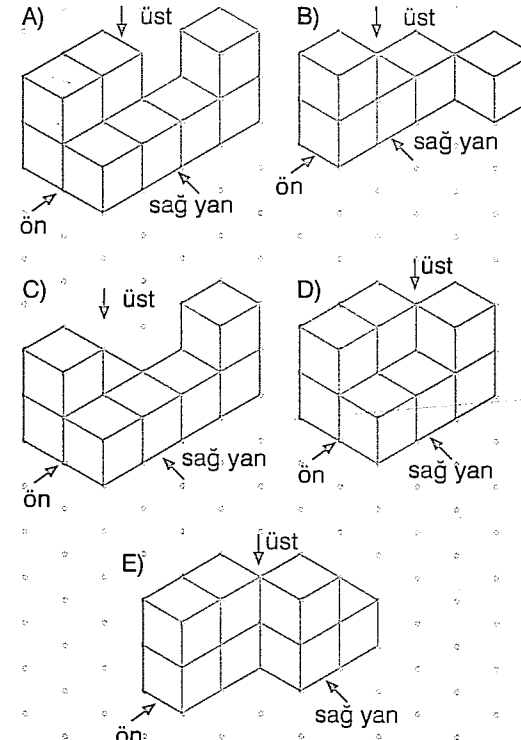 A)
üst
ön
sağ yan
B)
üst
ön
sağ yan
C)
üst
ön
sağ yan
D)
üst
ön
sağ yan
E)
üst
ön
sağ yan